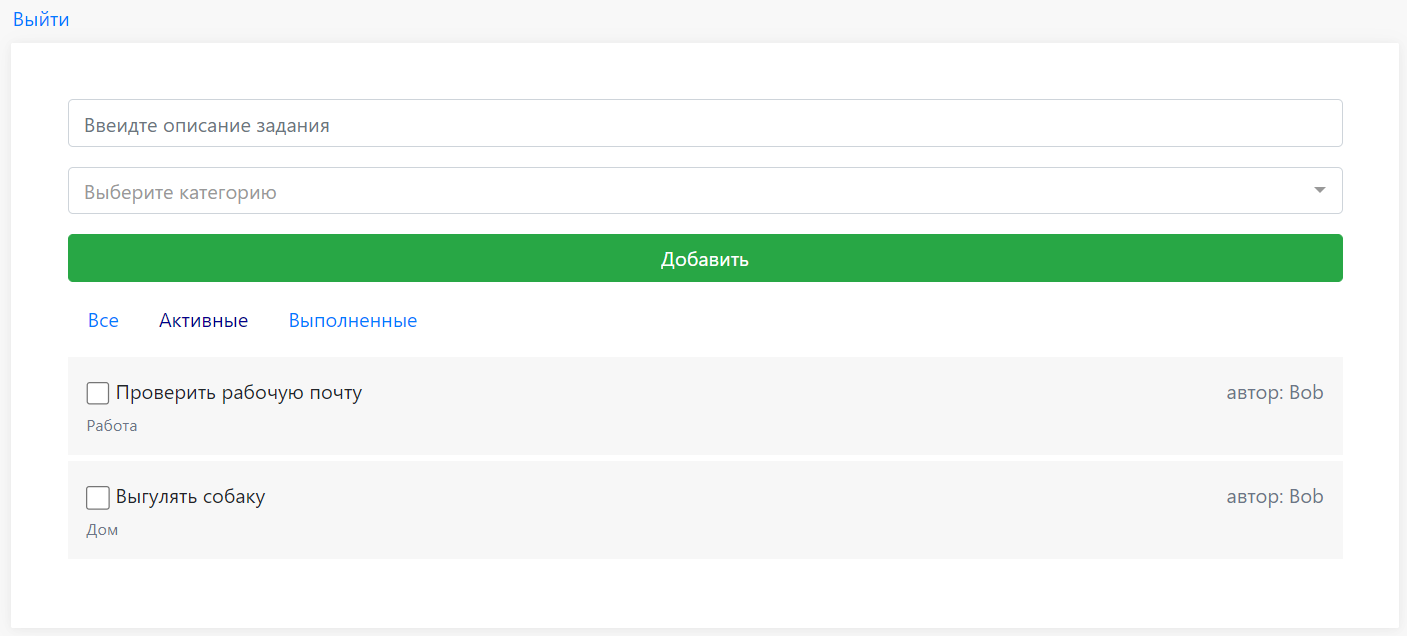 Выйти
Ввеидте описание задания
Выберите категорию
Добавить
Все Активные Выполненные
Проверить рабочую почту автор: Bob
Работа
Выгулять собаку автор: Bob
Дом